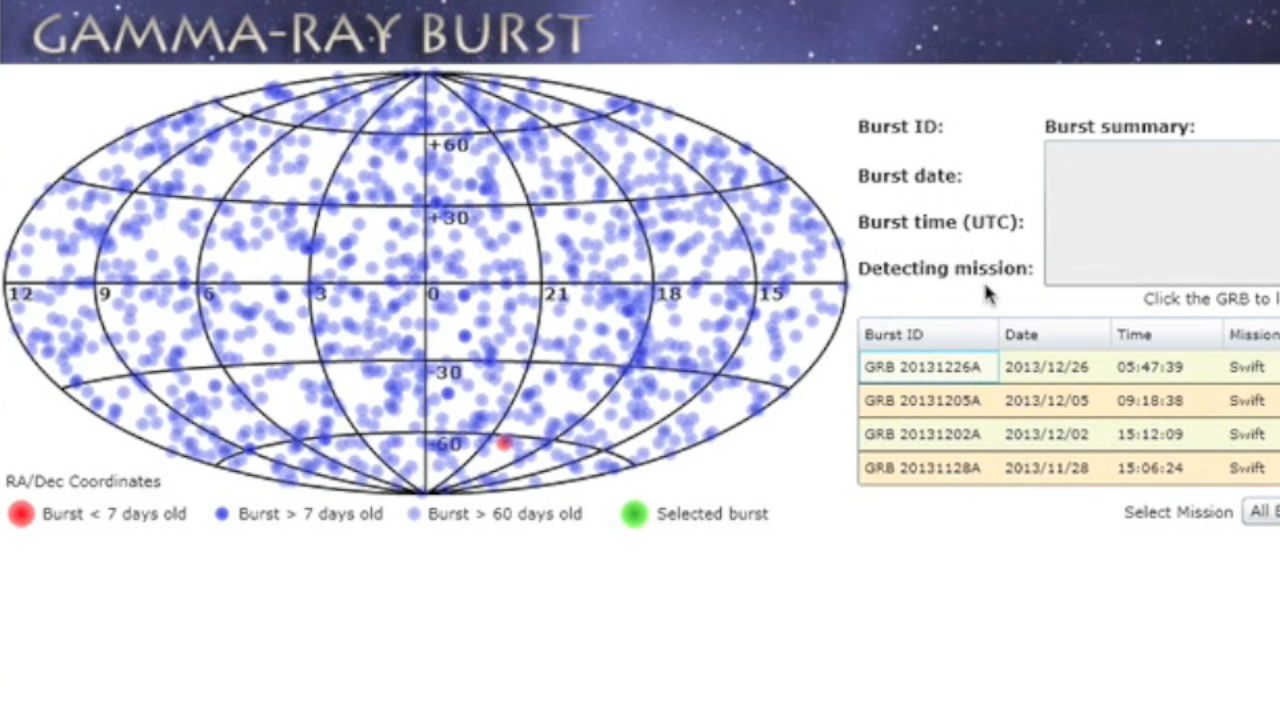 GAMMA-RAY BURST
+60
+30
12 9 6 3 0 21 18 15
-30
-60
RA/Dec Coordinates
Burst < 7 days old Burst > 7 days old Burst > 60 days old Selected burst
Burst ID: Burst summary:
Burst date:
Burst time (UTC):
Detecting mission:
Click the GRB to
Burst ID Date Time Mission
GRB 20131226A 2013/12/26 05:47:39 Swift
GRB 20131205A 2013/12/05 09:18:38 Swift
GRB 20131202A 2013/12/02 15:12:09 Swift
GRB 20131128A 2013/11/28 15:06:24 Swift
Select Mission All